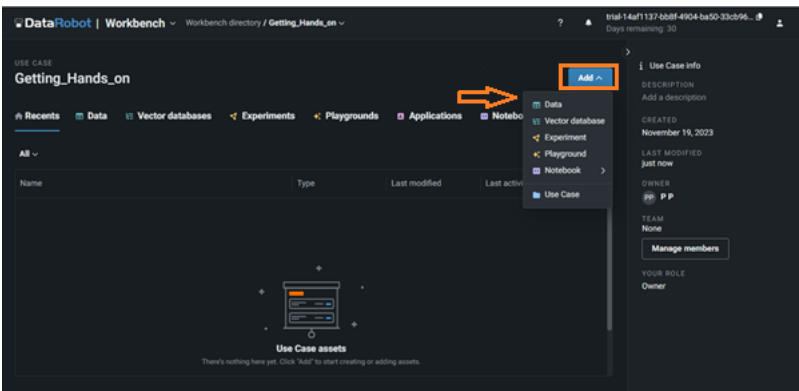 DataRobot | Workbench Workbench directory / Getting_Hands_on ? trial-14af1137-bb8f-4904-ba50-33cb96...
Days remaining: 30
USE CASE
Getting_Hands_on
Add
Recents Data Vector databases Experiments Playgrounds Applications Notebo
All
Name Type Last modified Last activi
Data
Vector database
Experiment
Playground
Notebook
Use Case
Use Case assets
There's nothing here yet. Click "Add" to start creating or adding assets.
Use Case info
DESCRIPTION
Add a description
CREATED
November 19, 2023
LAST MODIFIED
just now
OWNER
PP P P
TEAM
None
Manage members
YOUR ROLE
Owner